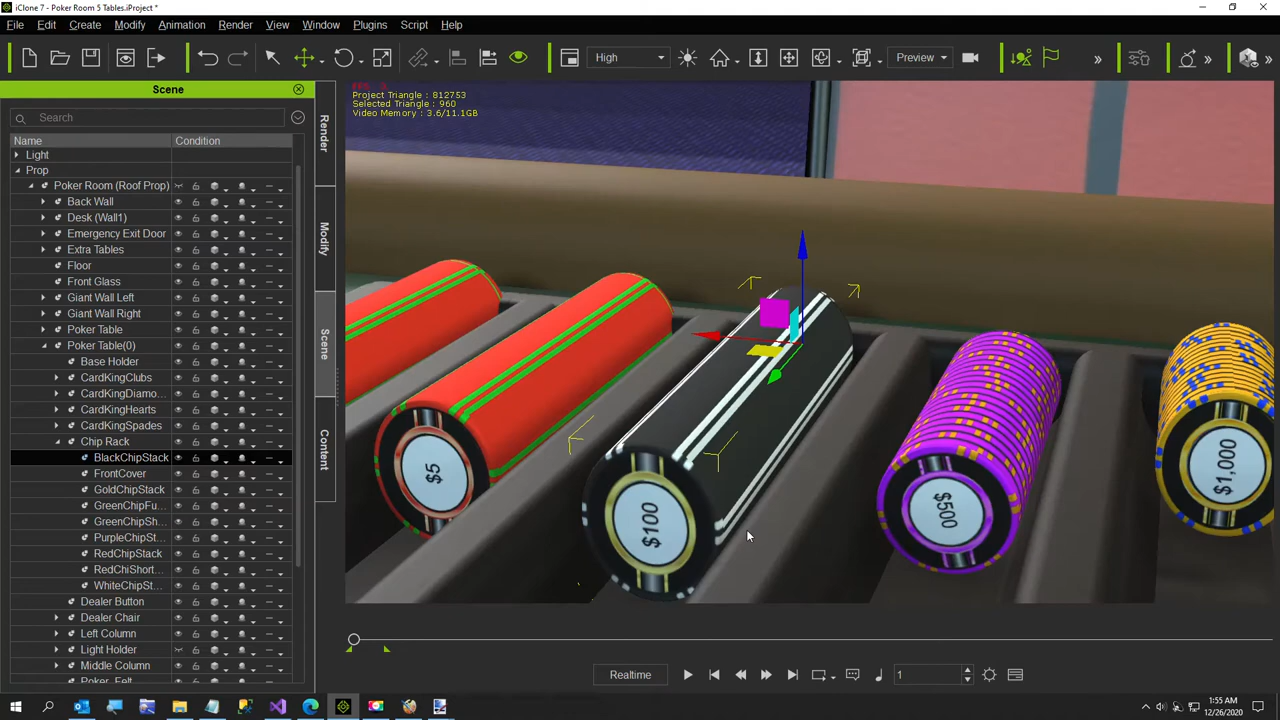 iClone 7 - Poker Room 5 Tables.iProject *
File Edit Create Modify Animation Render View Window Plugins Script Help
High
Preview
Scene
Search
Name Condition
Light
Prop
Poker Room (Roof Prop)
Back Wall
Desk (Wall1)
Emergency Exit Door
Extra Tables
Floor
Front Glass
Giant Wall Left
Giant Wall Right
Poker Table
Poker Table(0)
Base Holder
CardKingClubs
CardKingDiamo...
CardKingHearts
CardKingSpades
Chip Rack
BlackChipStack
FrontCover
GoldChipStack
GreenChipFu...
GreenChipSh...
PurpleChipSt...
RedChipStack
RedChiShort...
WhiteChipSt...
Dealer Button
Dealer Chair
Left Column
Light Holder
Middle Column
Render
Modify
Scene
Content
Project Triangle : 812753
Selected Triangle : 960
Video Memory : 3.6/11.1GB
$5
$100
$500
$1,000
Realtime
1
1:55 AM
12/26/2020